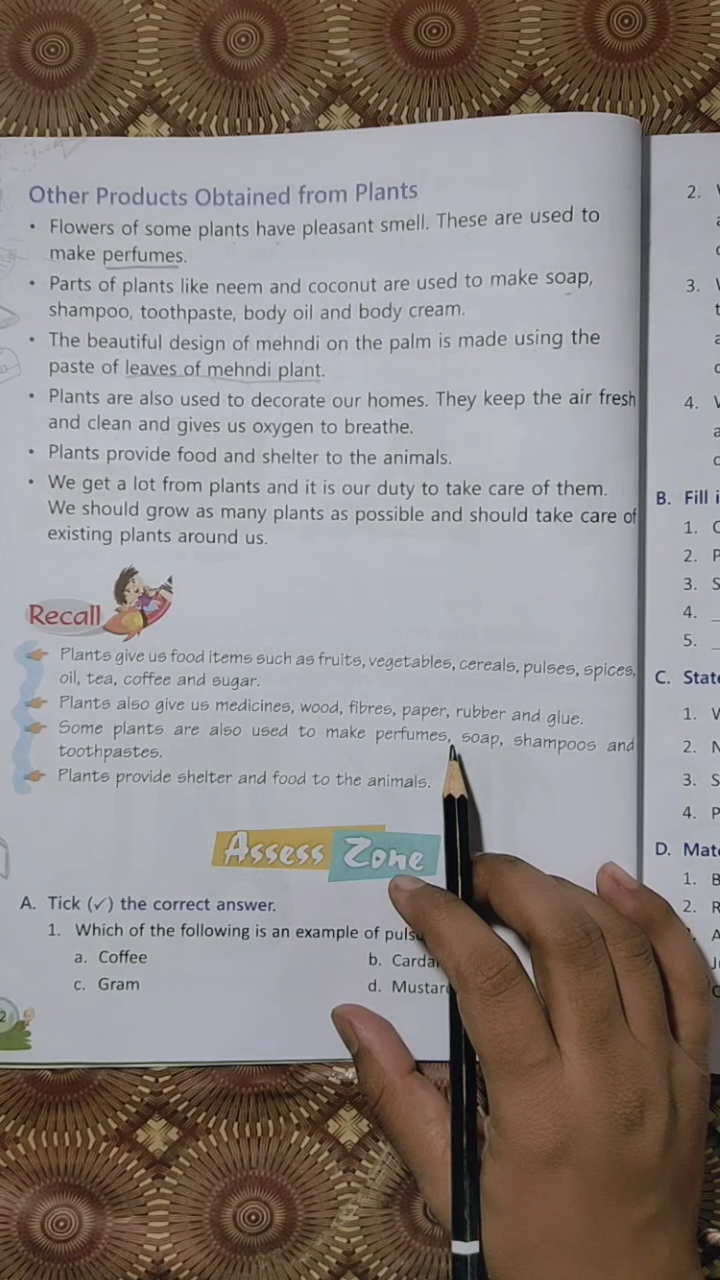 Other Products Obtained from Plants
• Flowers of some plants have pleasant smell. These are used to
make perfumes.
• Parts of plants like neem and coconut are used to make soap,
shampoo, toothpaste, body oil and body cream.
• The beautiful design of mehndi on the palm is made using the
paste of leaves of mehndi plant.
• Plants are also used to decorate our homes. They keep the air fresh
and clean and gives us oxygen to breathe.
• Plants provide food and shelter to the animals.
• We get a lot from plants and it is our duty to take care of them.
We should grow as many plants as possible and should take care of
existing plants around us.
Recall
Plants give us food items such as fruits, vegetables, cereals, pulses, spices,
oil, tea, coffee and sugar.
Plants also give us medicines, wood, fibres, paper, rubber and glue.
Some plants are also used to make perfumes, soap, shampoos and
toothpastes.
Plants provide shelter and food to the animals.
Assess Zone
A. Tick (✓) the correct answer.
1. Which of the following is an example of
a. Coffee
b.
c. Gram
d.
2.
3.
4.
B. Fill
1.
2.
3.
4.
5.
C.
1.
2.
3.
4.
D.
1.
2.